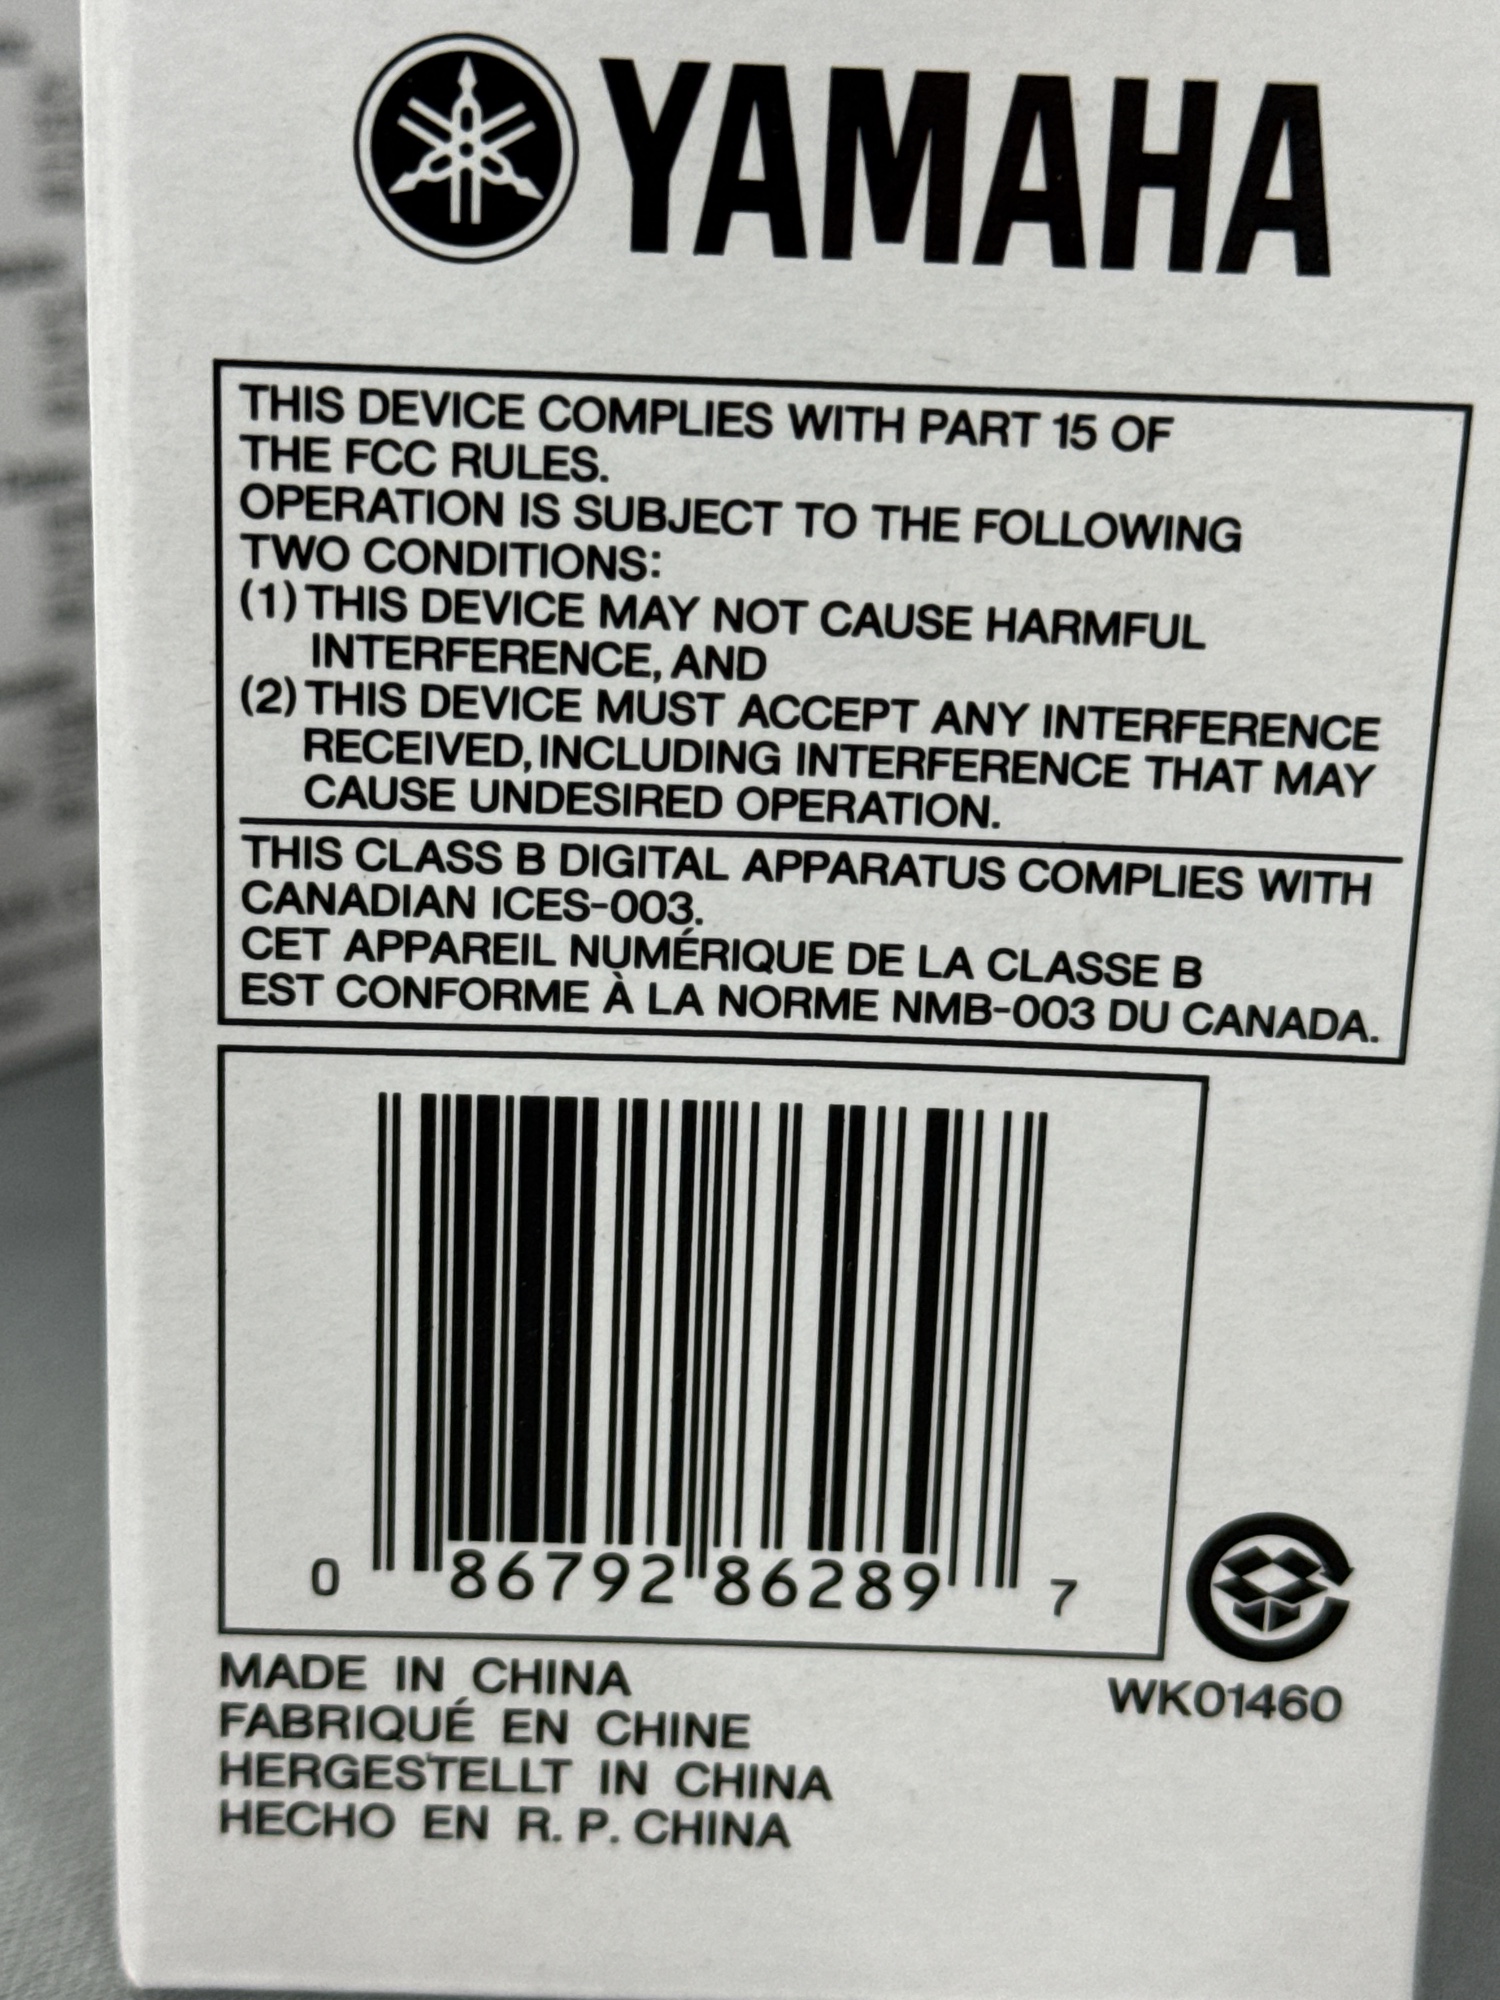 YAMAHA
THIS DEVICE COMPLIES WITH PART 15 OF
THE FCC RULES.
OPERATION IS SUBJECT TO THE FOLLOWING
TWO CONDITIONS:
(1) THIS DEVICE MAY NOT CAUSE HARMFUL
INTERFERENCE, AND
(2) THIS DEVICE MUST ACCEPT ANY INTERFERENCE
RECEIVED, INCLUDING INTERFERENCE THAT MAY
CAUSE UNDESIRED OPERATION.
THIS CLASS B DIGITAL APPARATUS COMPLIES WITH
CANADIAN ICES-003.
CET APPAREIL NUMÉRIQUE DE LA CLASSE B
EST CONFORME À LA NORME NMB-003 DU CANADA.
0 86792 86289 7
WK01460
MADE IN CHINA
FABRIQUÉ EN CHINE
HERGESTELLT IN CHINA
HECHO EN R. P. CHINA